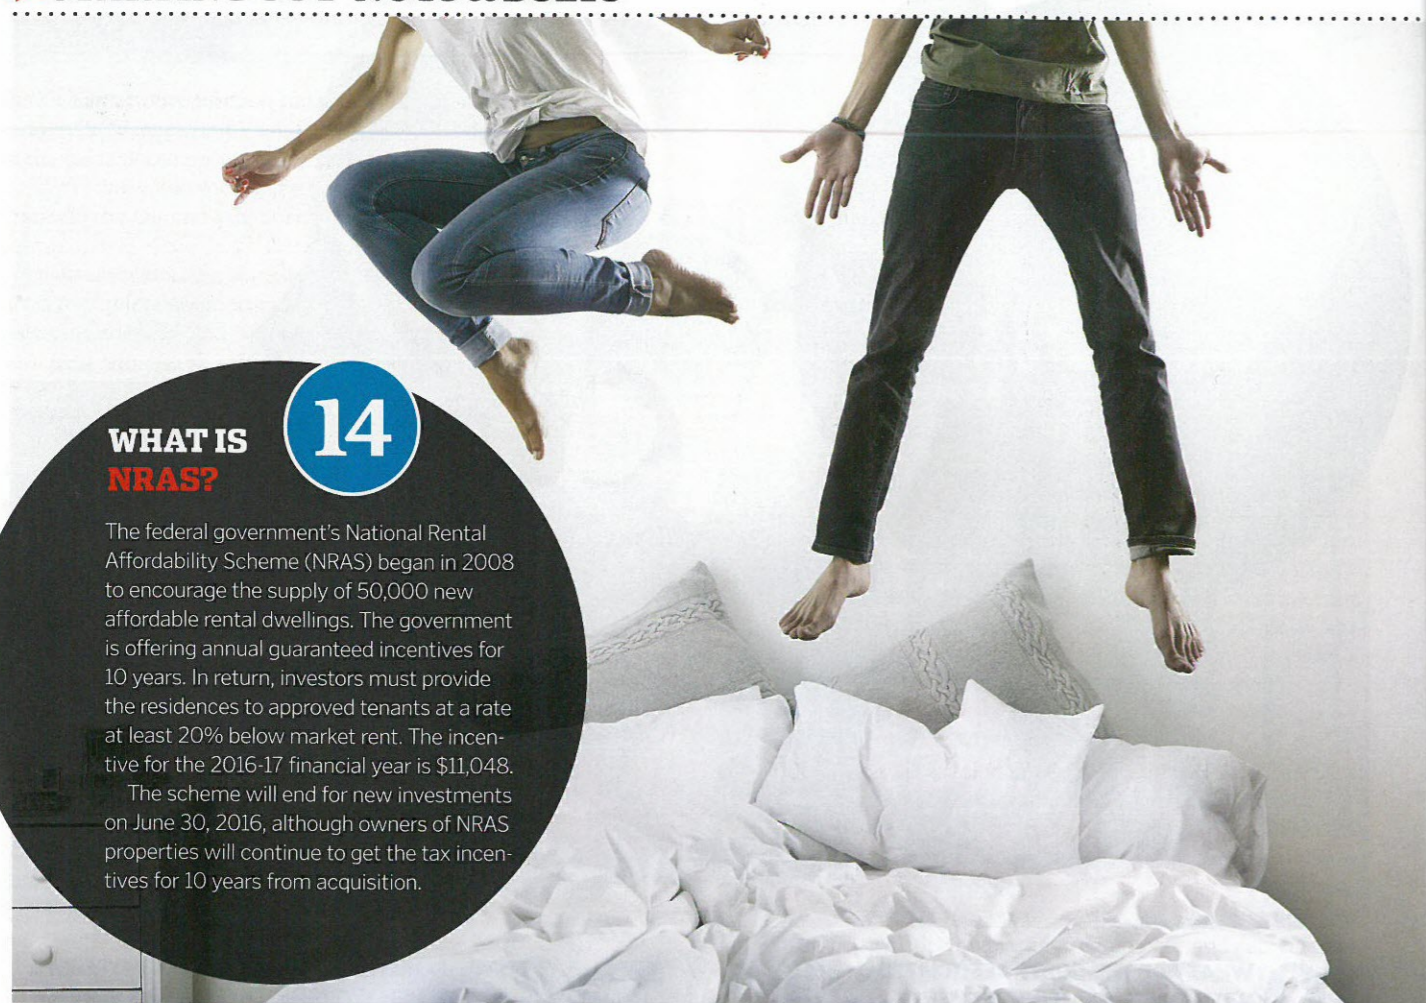 14
WHAT IS
NRAS?
The federal government's National Rental
Affordability Scheme (NRAS) began in 2008
to encourage the supply of 50,000 new
affordable rental dwellings. The government
is offering annual guaranteed incentives for
10 years. In return, investors must provide
the residences to approved tenants at a rate
at least 20% below market rent. The incen-
tive for the 2016-17 financial year is $11,048.
The scheme will end for new investments
on June 30, 2016, although owners of NRAS
properties will continue to get the tax incen-
tives for 10 years from acquisition.